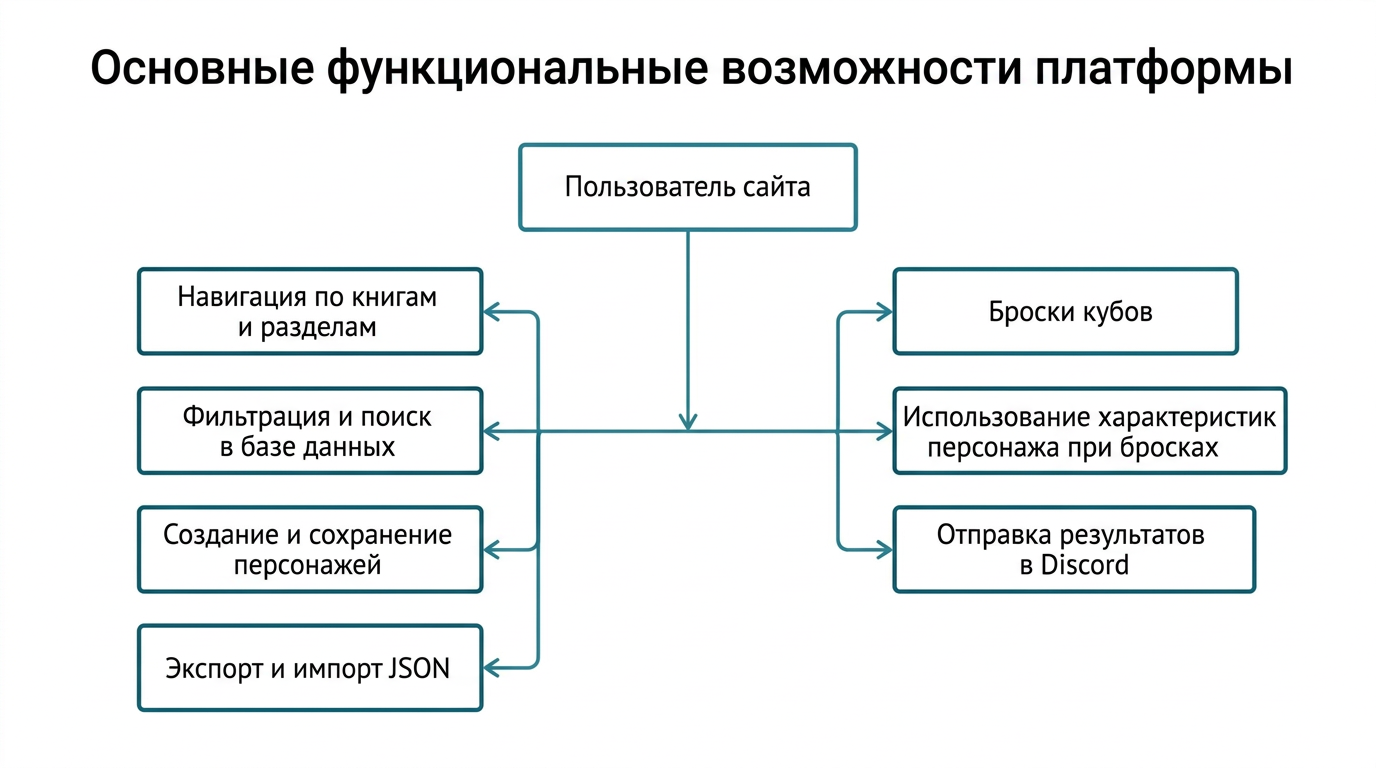 Основные функциональные возможности платформы
Пользователь сайта
Навигация по книгам
и разделам
Фильтрация и поиск
в базе данных
Создание и сохранение
персонажей
Экспорт и импорт JSON
Броски кубов
Использование характеристик
персонажа при бросках
Отправка результатов
в Discord